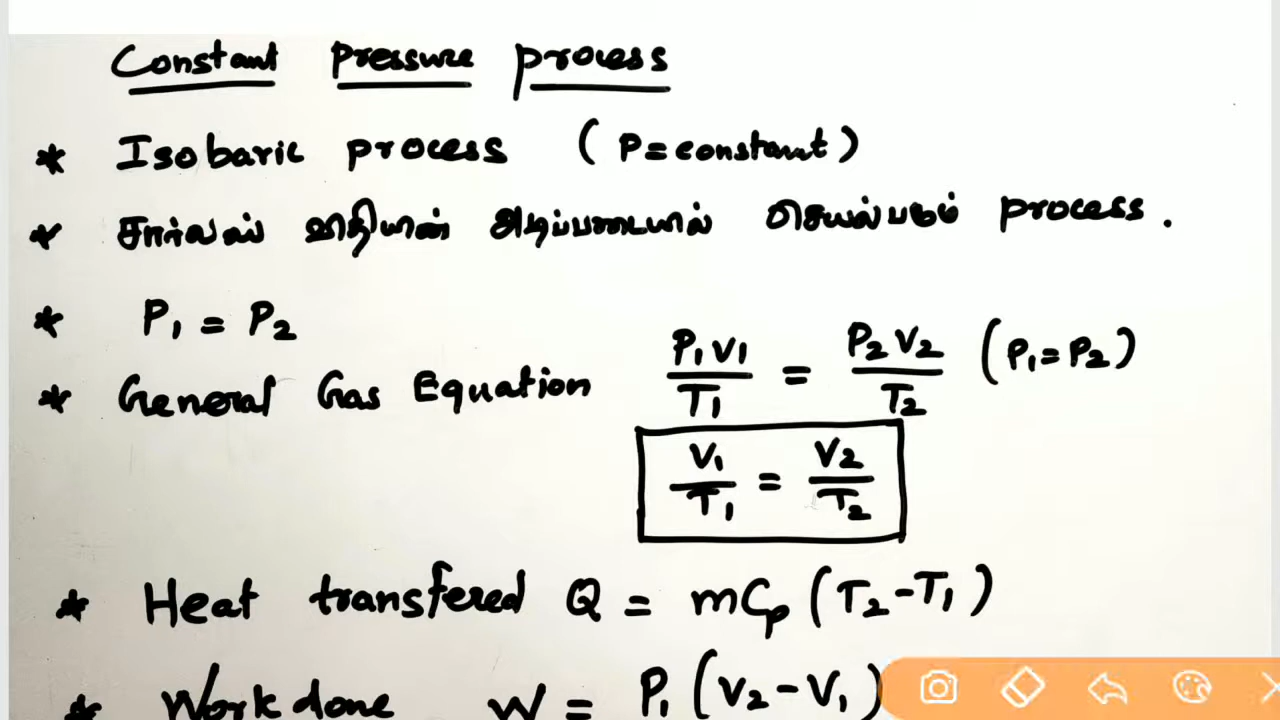 Constant pressure process
* Isobaric process (P=constant)
* சார்லஸ் விதியின் அடிப்படையில் செயல்படும் process.
* P₁ = P₂
* General Gas Equation P₁V₁/T₁ = P₂V₂/T₂ (P₁=P₂)
V₁/T₁ = V₂/T₂
* Heat transfered Q = mCp (T₂-T₁)
* Work done W = P₁ (V₂-V₁)